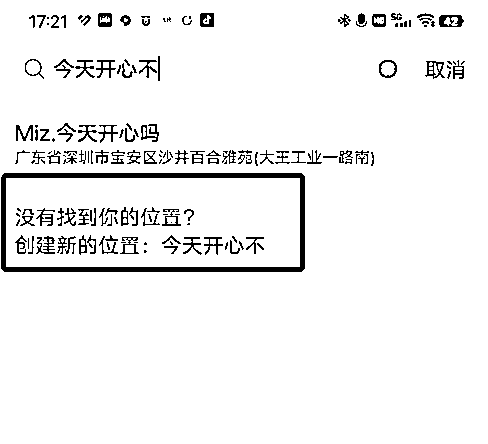 17:21 5G 42
今天开心不 取消
Miz.今天开心吗
广东省深圳市宝安区沙井百合雅苑(大王工业一路南)
没有找到你的位置?
创建新的位置：今天开心不